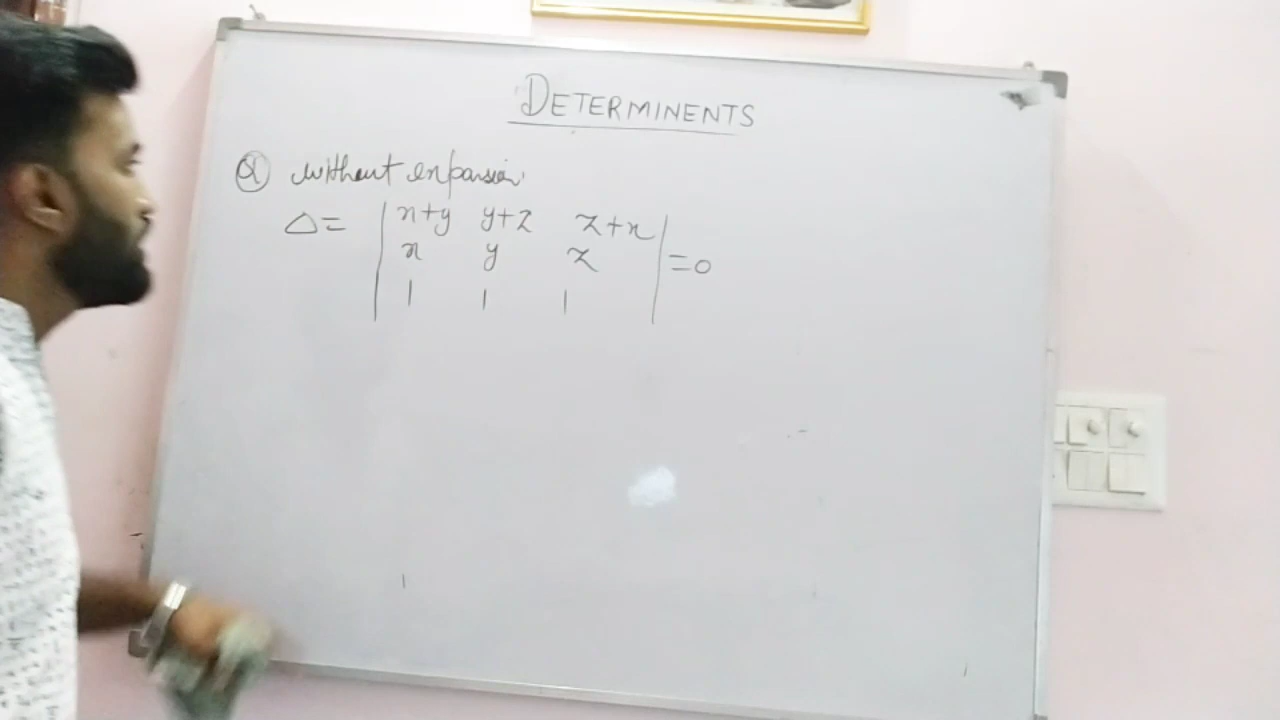 DETERMINENTS
Q without expansion
Δ= | x+y y+z z+x |
| x y z | =0
| 1 1 1 |